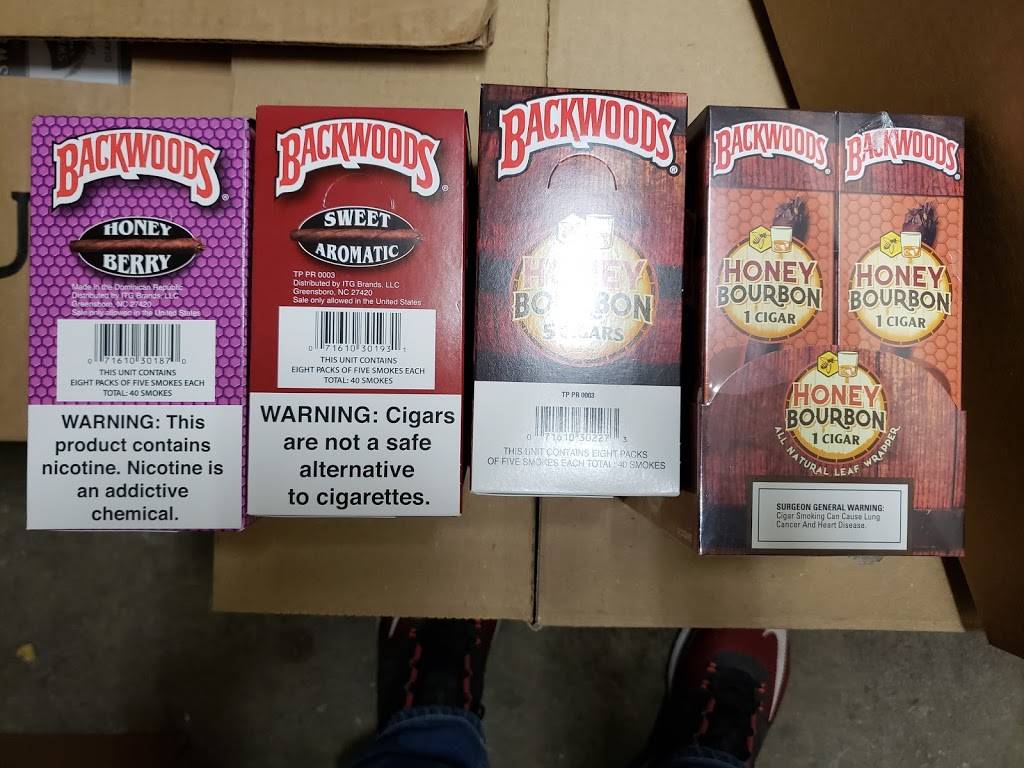 BACKWOODS
HONEY
BERRY
Made in the Dominican Republic
Distributed by ITG Brands, LLC
Greensboro, NC 27420
Sale only allowed in the United States
0 71610 30187 0
THIS UNIT CONTAINS
EIGHT PACKS OF FIVE SMOKES EACH
TOTAL: 40 SMOKES
WARNING: This
product contains
nicotine. Nicotine is
an addictive
chemical.
BACKWOODS
SWEET
AROMATIC
TP PR 0003
Distributed by ITG Brands, LLC
Greensboro, NC 27420
Sale only allowed in the United States
0 71610 30193 1
THIS UNIT CONTAINS
EIGHT PACKS OF FIVE SMOKES EACH
TOTAL: 40 SMOKES
WARNING: Cigars
are not a safe
alternative
to cigarettes.
BACKWOODS
HONEY
BOURBON
5 CIGARS
TP PR 0003
0 71610 30227 3
THIS UNIT CONTAINS EIGHT PACKS
OF FIVE SMOKES EACH TOTAL: 40 SMOKES
BACKWOODS
HONEY
BOURBON
1 CIGAR
BACKWOODS
HONEY
BOURBON
1 CIGAR
HONEY
BOURBON
1 CIGAR
ALL NATURAL LEAF WRAPPER
SURGEON GENERAL WARNING:
Cigar Smoking Can Cause Lung
Cancer And Heart Disease.